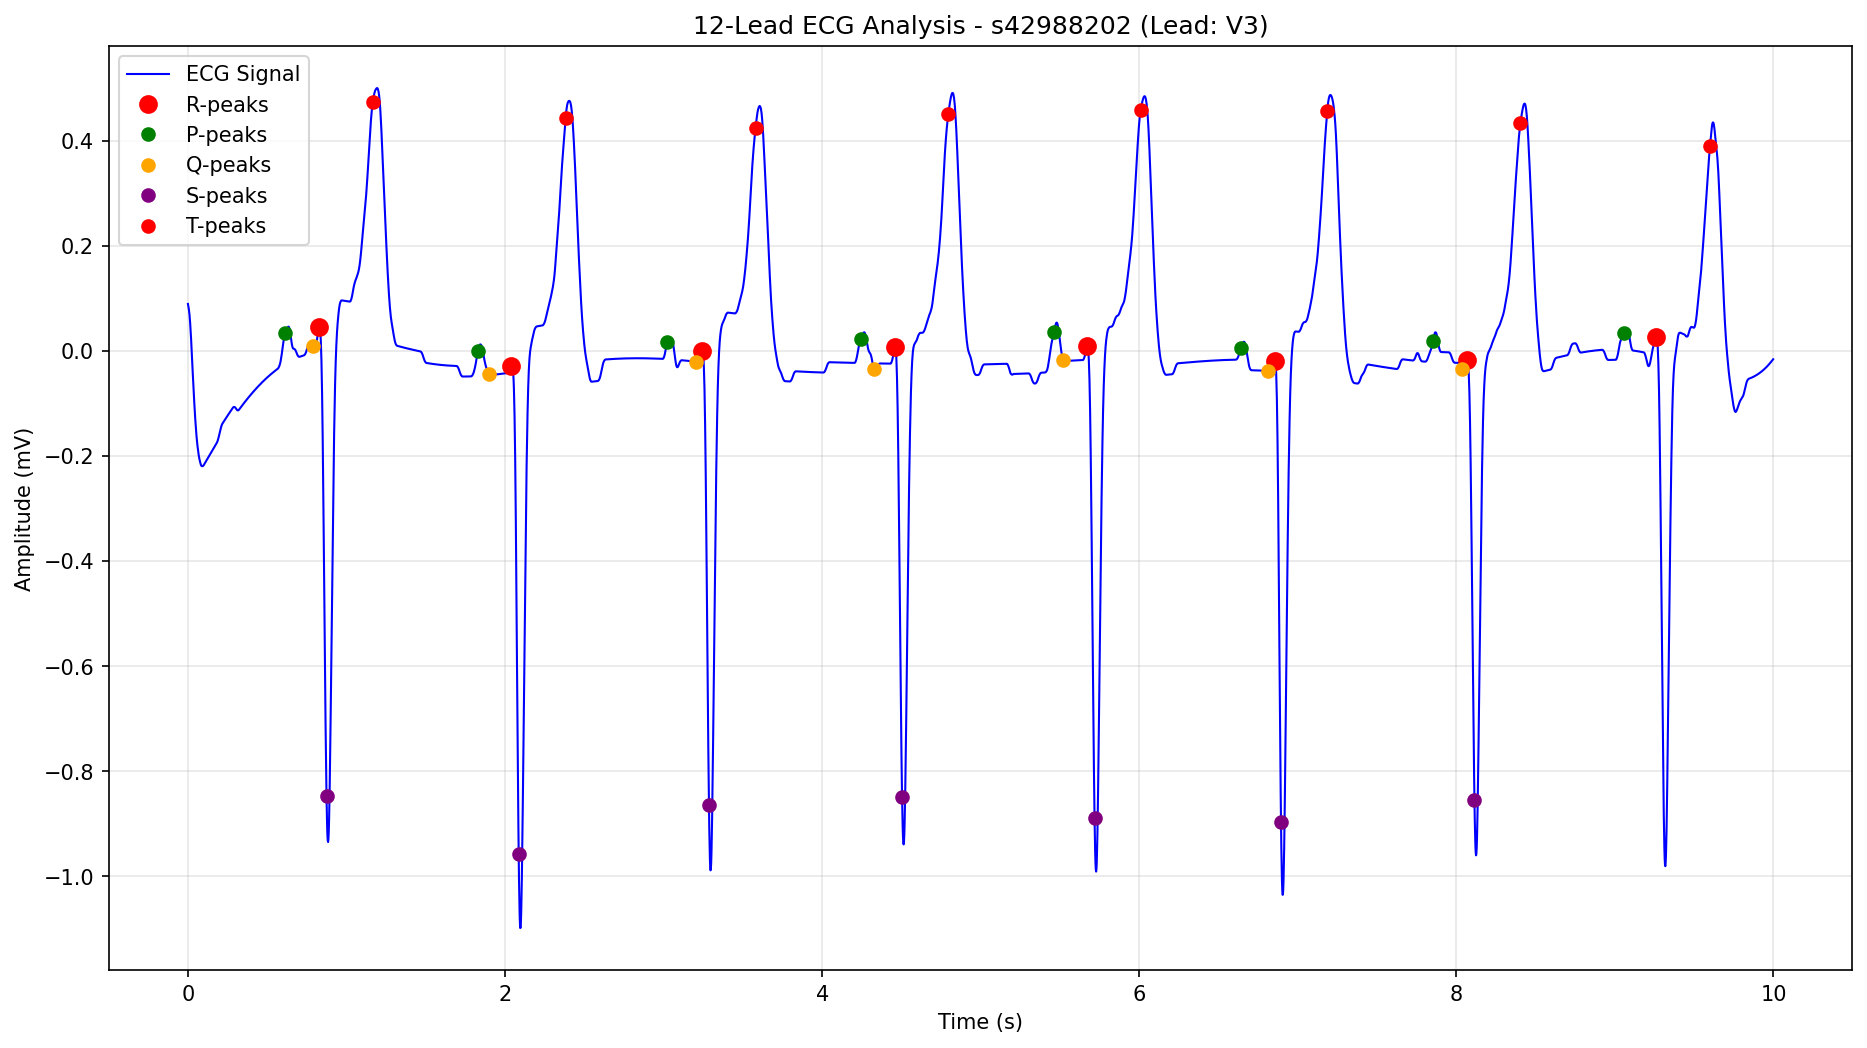 12-Lead ECG Analysis - s42988202 (Lead: V3)
ECG Signal
R-peaks
P-peaks
Q-peaks
S-peaks
T-peaks
Amplitude (mV)
0.4
0.2
0.0
−0.2
−0.4
−0.6
−0.8
−1.0
0 2 4 6 8 10
Time (s)